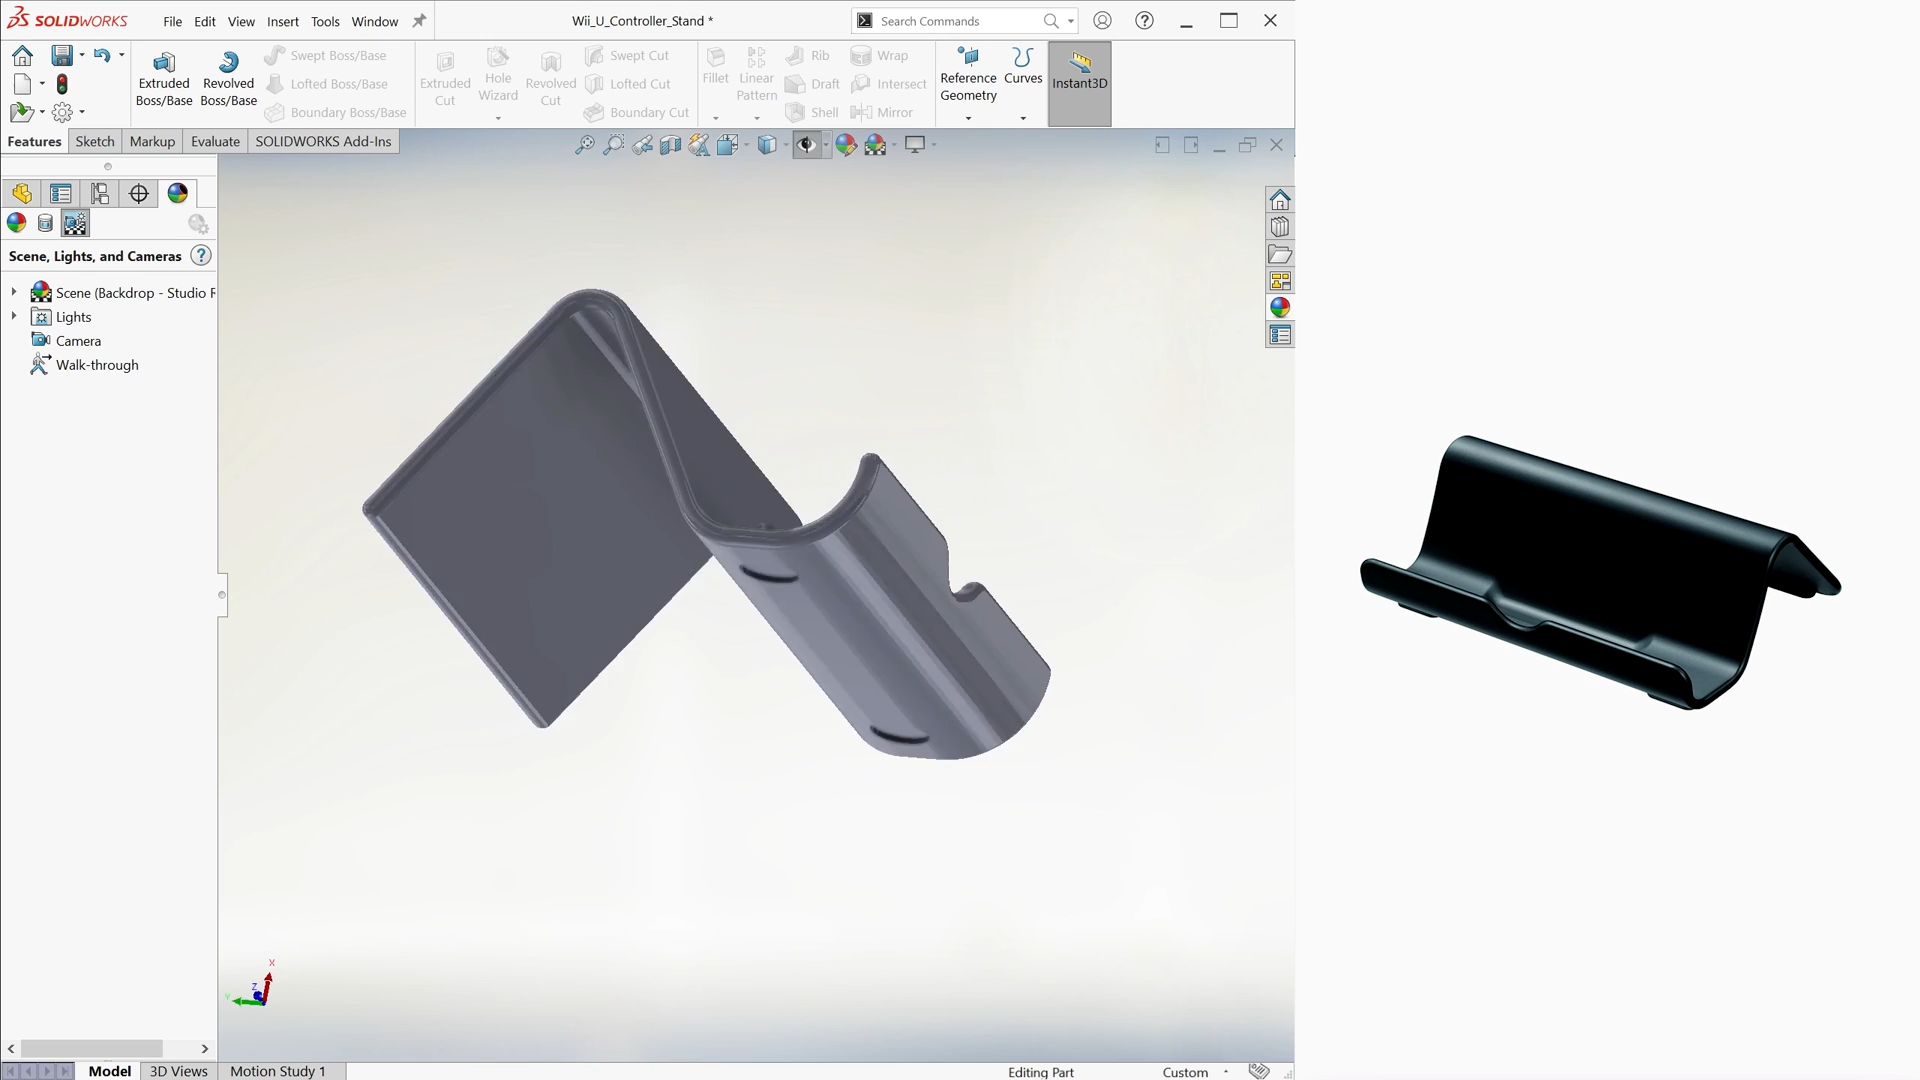 SOLIDWORKS File Edit View Insert Tools Window Wii_U_Controller_Stand * Search Commands
Extruded Boss/Base
Revolved Boss/Base
Swept Boss/Base
Lofted Boss/Base
Boundary Boss/Base
Extruded Cut
Hole Wizard
Revolved Cut
Swept Cut
Lofted Cut
Boundary Cut
Fillet
Linear Pattern
Rib
Draft
Shell
Wrap
Intersect
Mirror
Reference Geometry
Curves
Instant3D
Features Sketch Markup Evaluate SOLIDWORKS Add-Ins
Scene, Lights, and Cameras
Scene (Backdrop - Studio
Lights
Camera
Walk-through
X
Y
Z
Model 3D Views Motion Study 1 Editing Part Custom